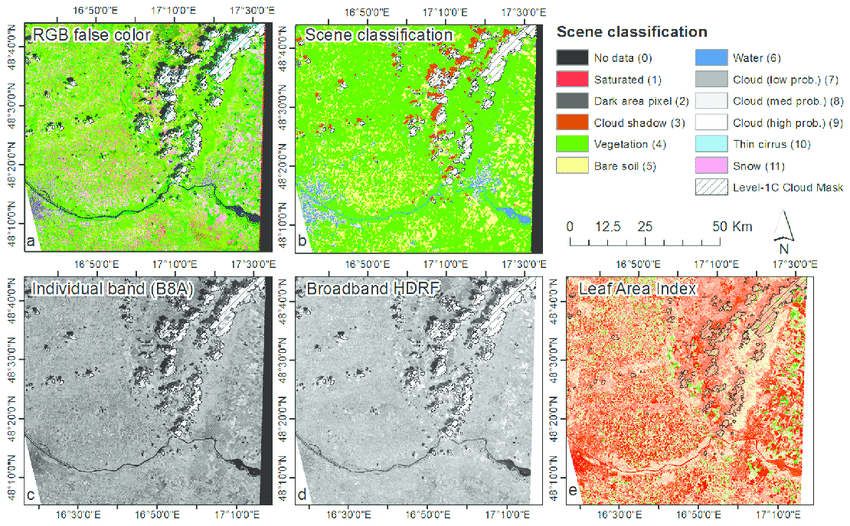 16°50'0"E 17°10'0"E 17°30'0"E
16°50'0"E 17°10'0"E 17°30'0"E
RGB false color
Scene classification
Scene classification
48°40'0"N
48°30'0"N
48°20'0"N
48°10'0"N
a
48°40'0"N
48°30'0"N
48°20'0"N
48°10'0"N
b
No data (0)
Saturated (1)
Dark area pixel (2)
Cloud shadow (3)
Vegetation (4)
Bare soil (5)
Water (6)
Cloud (low prob.) (7)
Cloud (med prob.) (8)
Cloud (high prob.) (9)
Thin cirrus (10)
Snow (11)
Level-1C Cloud Mask
0 12.5 25 50 Km
N
16°50'0"E 17°10'0"E 17°30'0"E
16°50'0"E 17°10'0"E 17°30'0"E
16°50'0"E 17°10'0"E 17°30'0"E
Individual band (B8A)
Broadband HDRF
Leaf Area Index
48°40'0"N
48°30'0"N
48°20'0"N
48°10'0"N
c
48°40'0"N
48°30'0"N
48°20'0"N
48°10'0"N
d
48°40'0"N
48°30'0"N
48°20'0"N
48°10'0"N
e
16°30'0"E 16°50'0"E 17°10'0"E
16°30'0"E 16°50'0"E 17°10'0"E
16°30'0"E 16°50'0"E 17°10'0"E